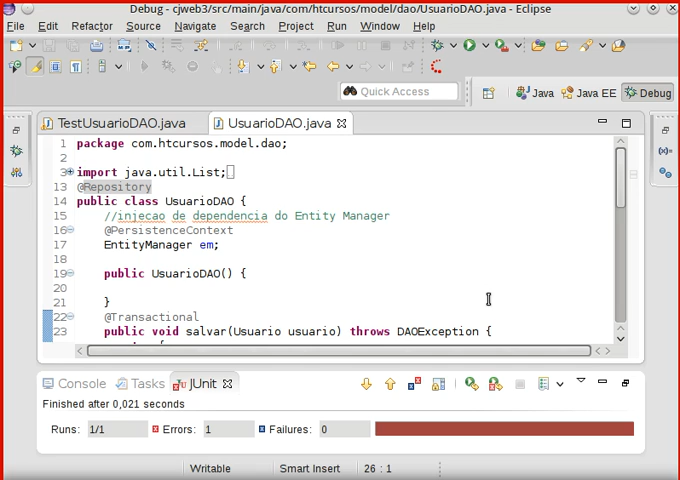 Debug - cjweb3/src/main/java/com/htcursos/model/dao/UsuarioDAO.java - Eclipse
File Edit Refactor Source Navigate Search Project Run Window Help
Quick Access Java Java EE Debug
TestUsuarioDAO.java UsuarioDAO.java
1 package com.htcursos.model.dao;
2
3 import java.util.List;
13 @Repository
14 public class UsuarioDAO {
15 //injecao de dependencia do Entity Manager
16 @PersistenceContext
17 EntityManager em;
18
19 public UsuarioDAO() {
20
21 }
22 @Transactional
23 public void salvar(Usuario usuario) throws DAOException {
Console Tasks JUnit
Finished after 0,021 seconds
Runs: 1/1 Errors: 1 Failures: 0
Writable Smart Insert 26 : 1